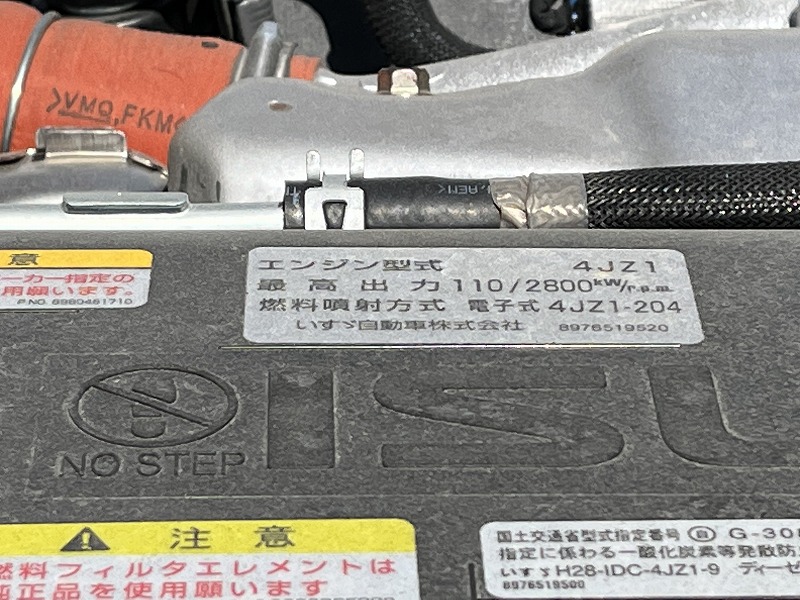 >VMQ,FKM
,AEM<
意
ーカー指定の
用願います。
P.NO. 8980461710
エンジン型式 4JZ1
最高出力 110/2800kW/r.p.m.
燃料噴射方式 電子式 4JZ1-204
いすゞ自動車株式会社 8976519520
NO STEP
ISU
注意
燃料フィルタエレメントは
純正品を使用願います
国土交通省型式指定番号 自 G-308
指定に係わる一酸化炭素等発散防
いすゞH28-IDC-4JZ1-9 ディーゼ
8976519500